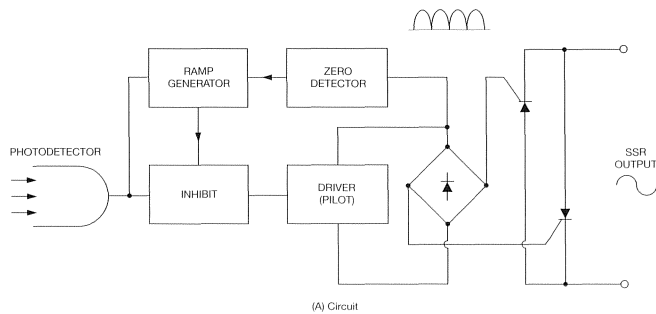 RAMP
GENERATOR
ZERO
DETECTOR
PHOTODETECTOR
INHIBIT
DRIVER
(PILOT)
SSR
OUTPUT
(A) Circuit